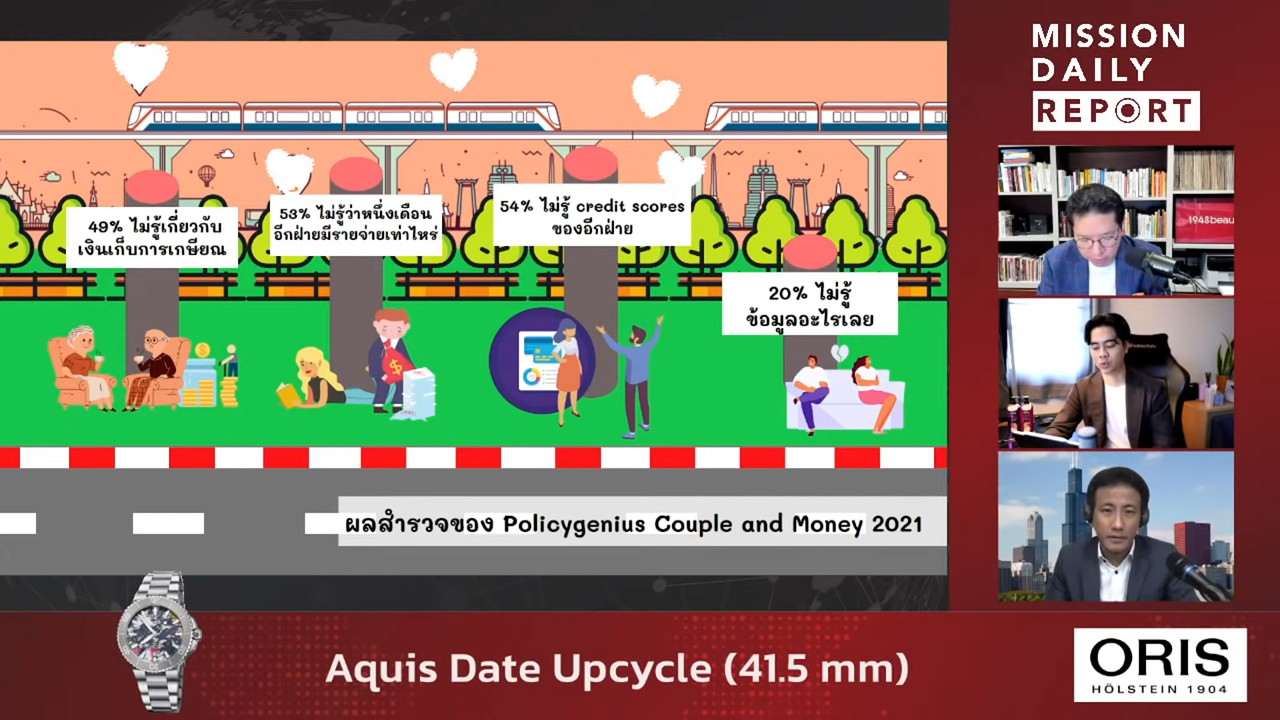 MISSION
DAILY
REPORT
49% ไม่รู้เกี่ยวกับ
เงินเก็บการเกษียณ
53% ไม่รู้ว่าหนึ่งเดือน
อีกฝ่ายมีรายจ่ายเท่าไหร่
54% ไม่รู้ credit scores
ของอีกฝ่าย
20% ไม่รู้
ข้อมูลอะไรเลย
ผลสำรวจของ Policygenius Couple and Money 2021
Aquis Date Upcycle (41.5 mm)
ORIS
HÖLSTEIN 1904